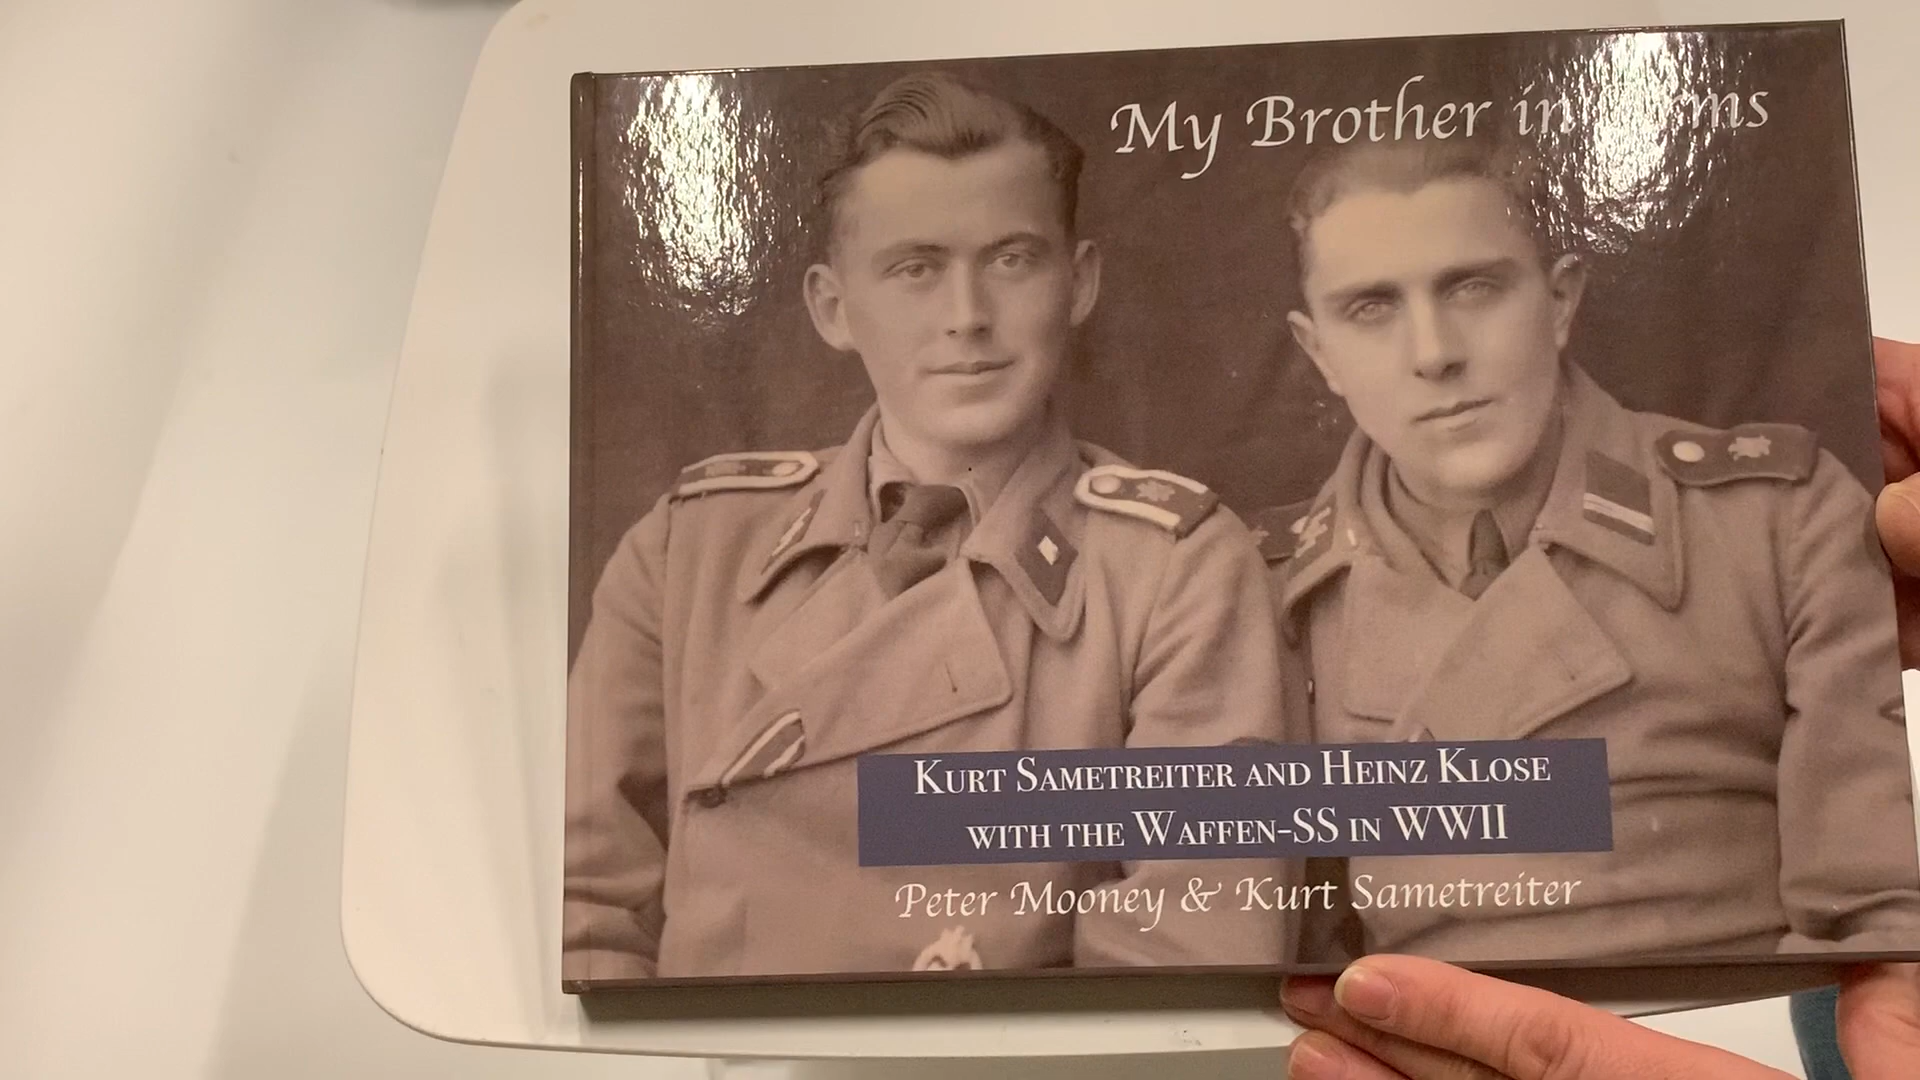 My Brother in Arms
KURT SAMETREITER AND HEINZ KLOSE
WITH THE WAFFEN-SS IN WWII
Peter Mooney & Kurt Sametreiter